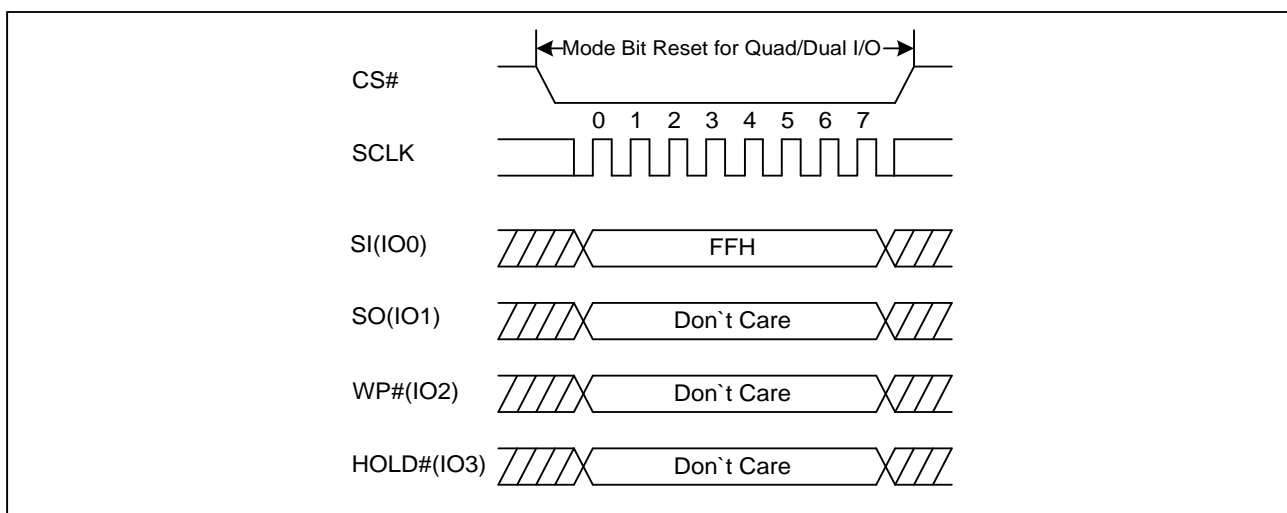 Mode Bit Reset for Quad/Dual I/O
CS#
0 1 2 3 4 5 6 7
SCLK
SI(IO0) FFH
SO(IO1) Don`t Care
WP#(IO2) Don`t Care
HOLD#(IO3) Don`t Care